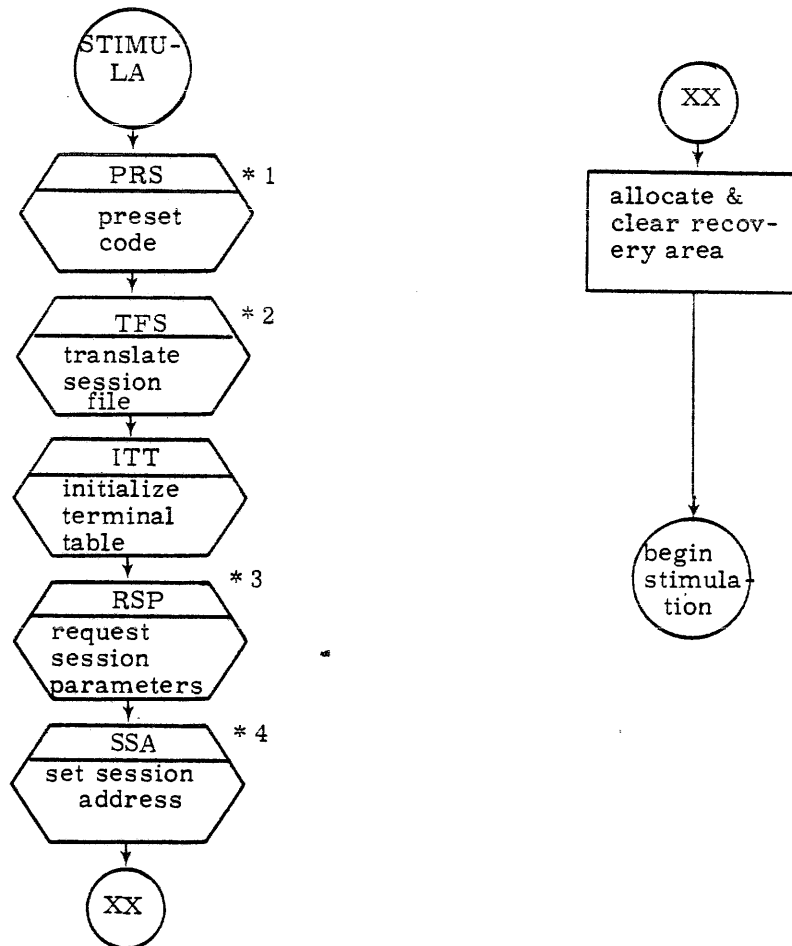 STIMU-
LA
PRS
* 1
preset
code
TFS
* 2
translate
session
file
ITT
initialize
terminal
table
* 3
RSP
request
session
parameters
SSA
* 4
set session
address
XX
XX
allocate &
clear recov-
ery area
begin
stimula-
tion